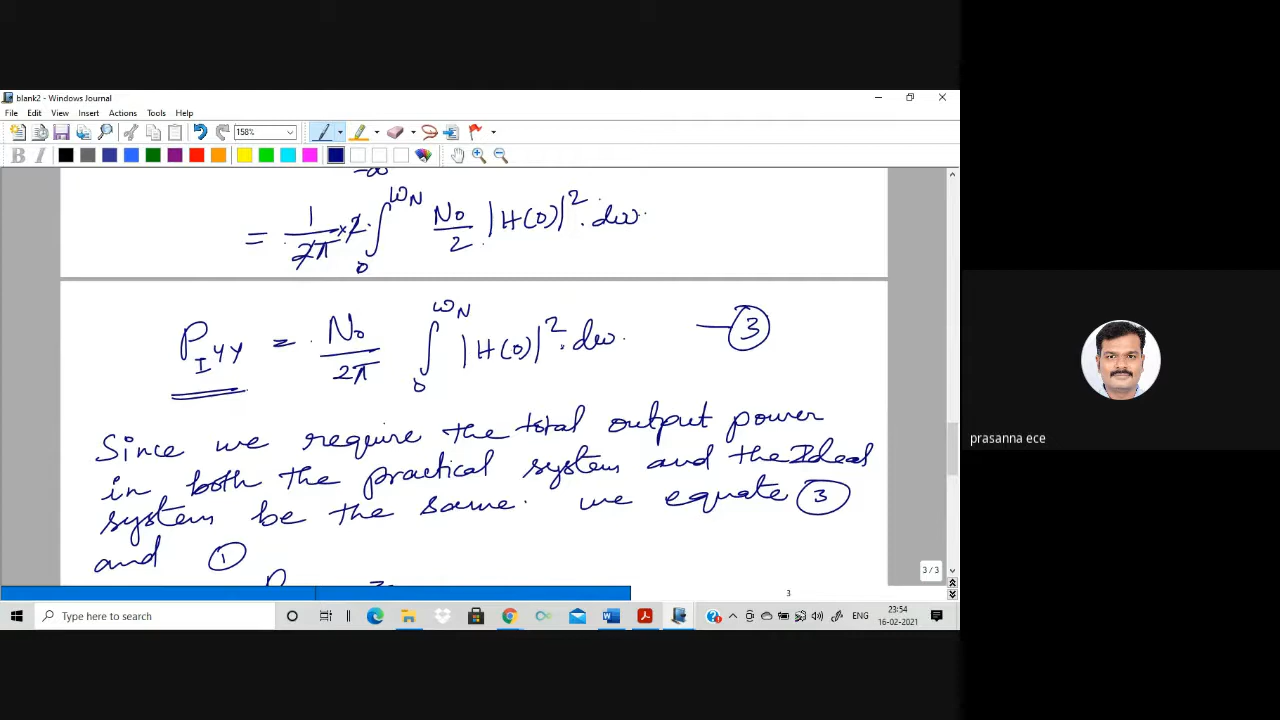 blank2 - Windows Journal
File Edit View Insert Actions Tools Help
158%
B I
-∞
= 1/2π × 2 ∫₀^ωN N₀/2 |H(0)|² . dω
P_IYY = N₀/2π ∫₀^ωN |H(0)|² . dω — ③
Since we require the total output power
in both the practical system and the Ideal
system be the same. we equate ③
and ①
3 / 3
3
prasanna ece
Type here to search
ENG
23:54
16-02-2021